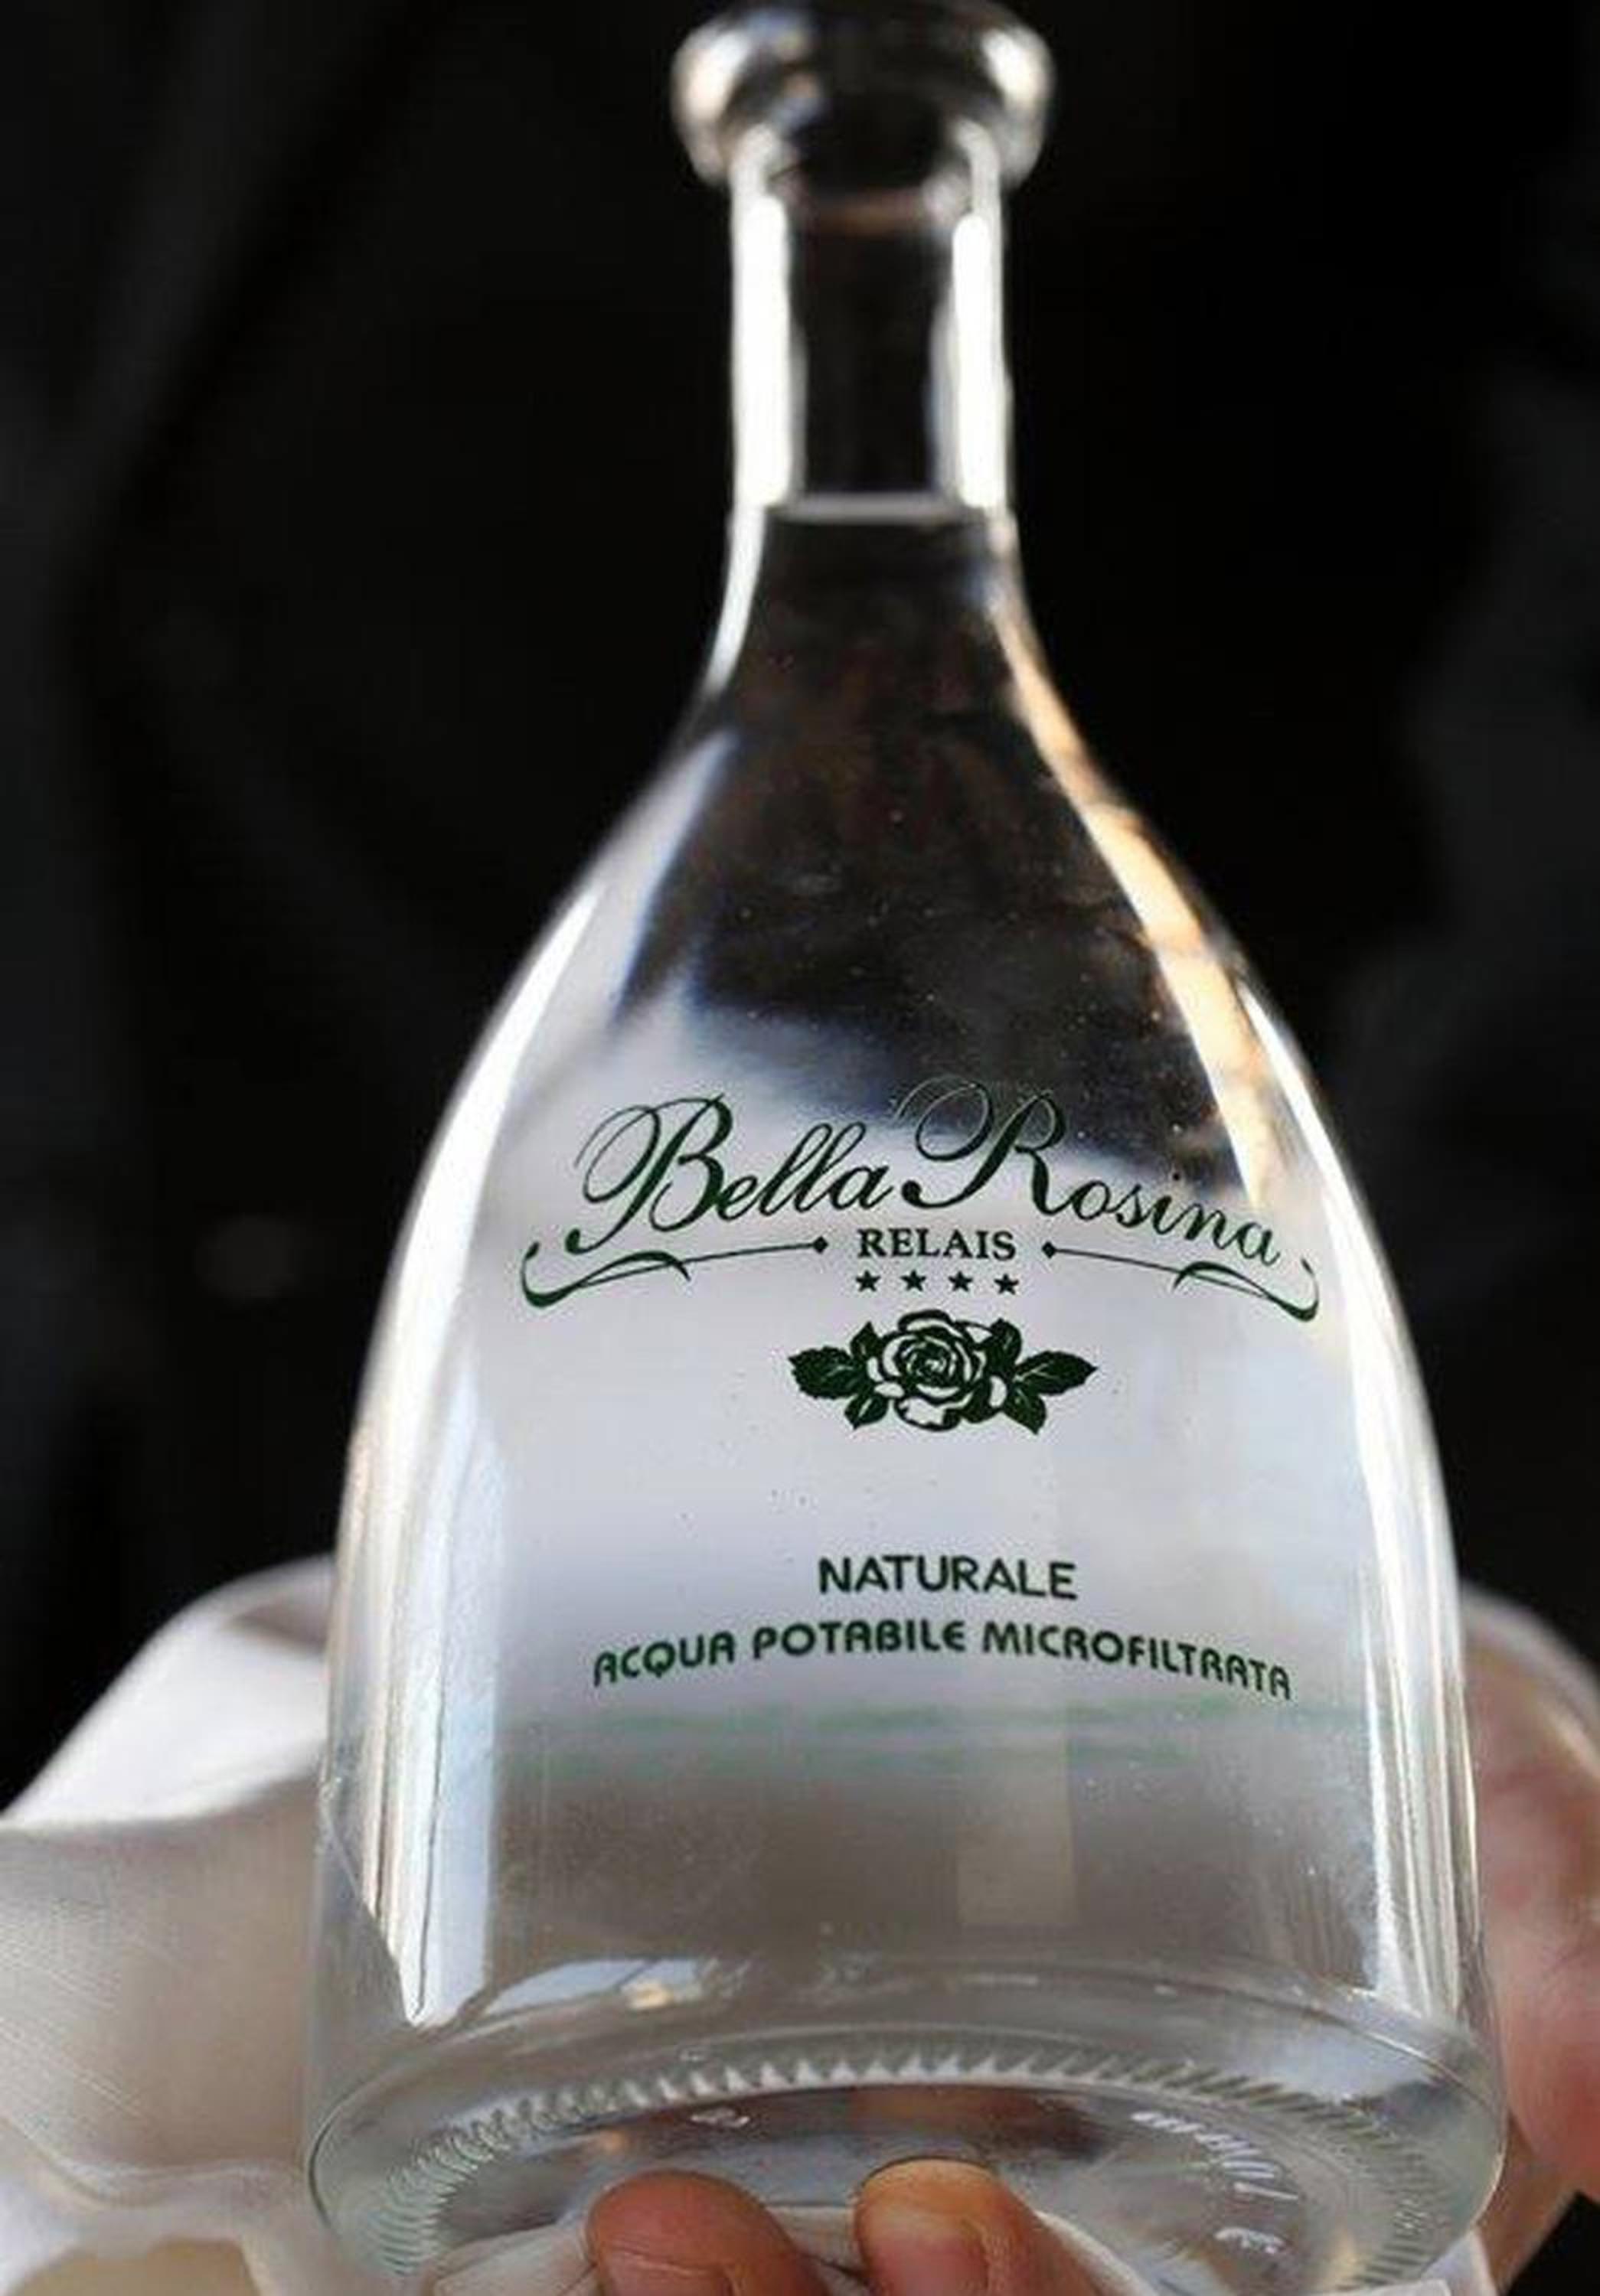 Bella Rosina
RELAIS
★★★★
NATURALE
ACQUA POTABILE MICROFILTRATA